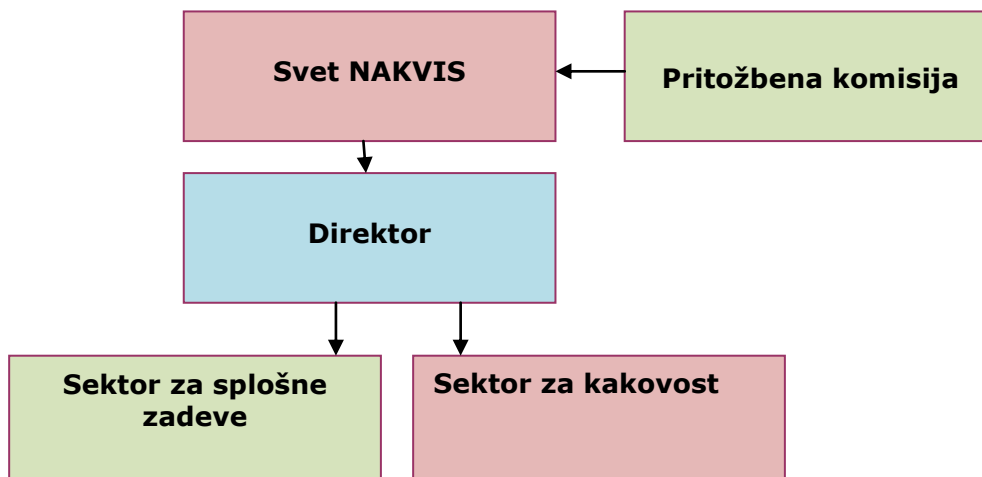 Svet NAKVIS
Pritožbena komisija
Direktor
Sektor za splošne
zadeve
Sektor za kakovost